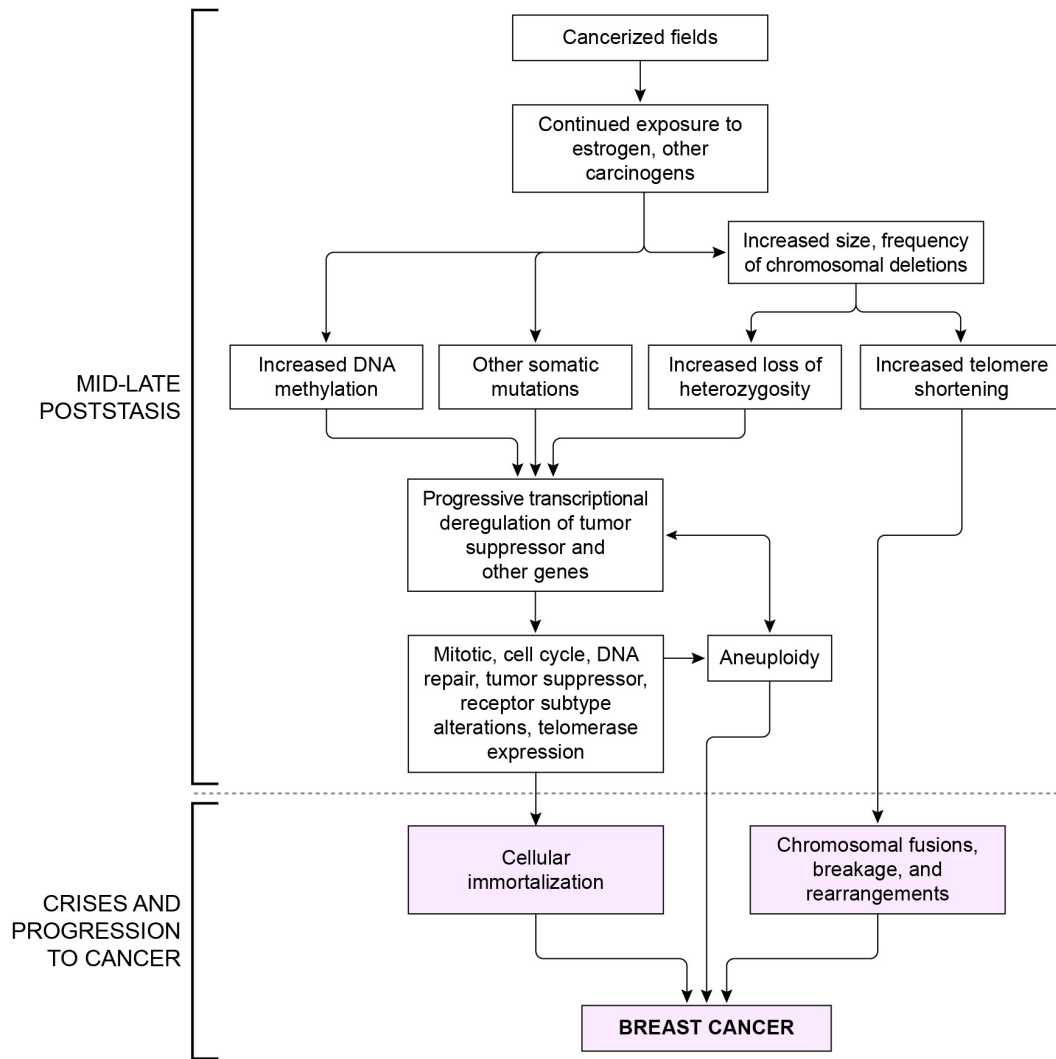 Cancerized fields
Continued exposure to
estrogen, other
carcinogens
Increased size, frequency
of chromosomal deletions
Increased DNA
methylation
Other somatic
mutations
Increased loss of
heterozygosity
Increased telomere
shortening
MID-LATE
POSTSTASIS
Progressive transcriptional
deregulation of tumor
suppressor and
other genes
Mitotic, cell cycle, DNA
repair, tumor suppressor,
receptor subtype
alterations, telomerase
expression
Aneuploidy
Cellular
immortalization
Chromosomal fusions,
breakage, and
rearrangements
CRISES AND
PROGRESSION
TO CANCER
BREAST CANCER